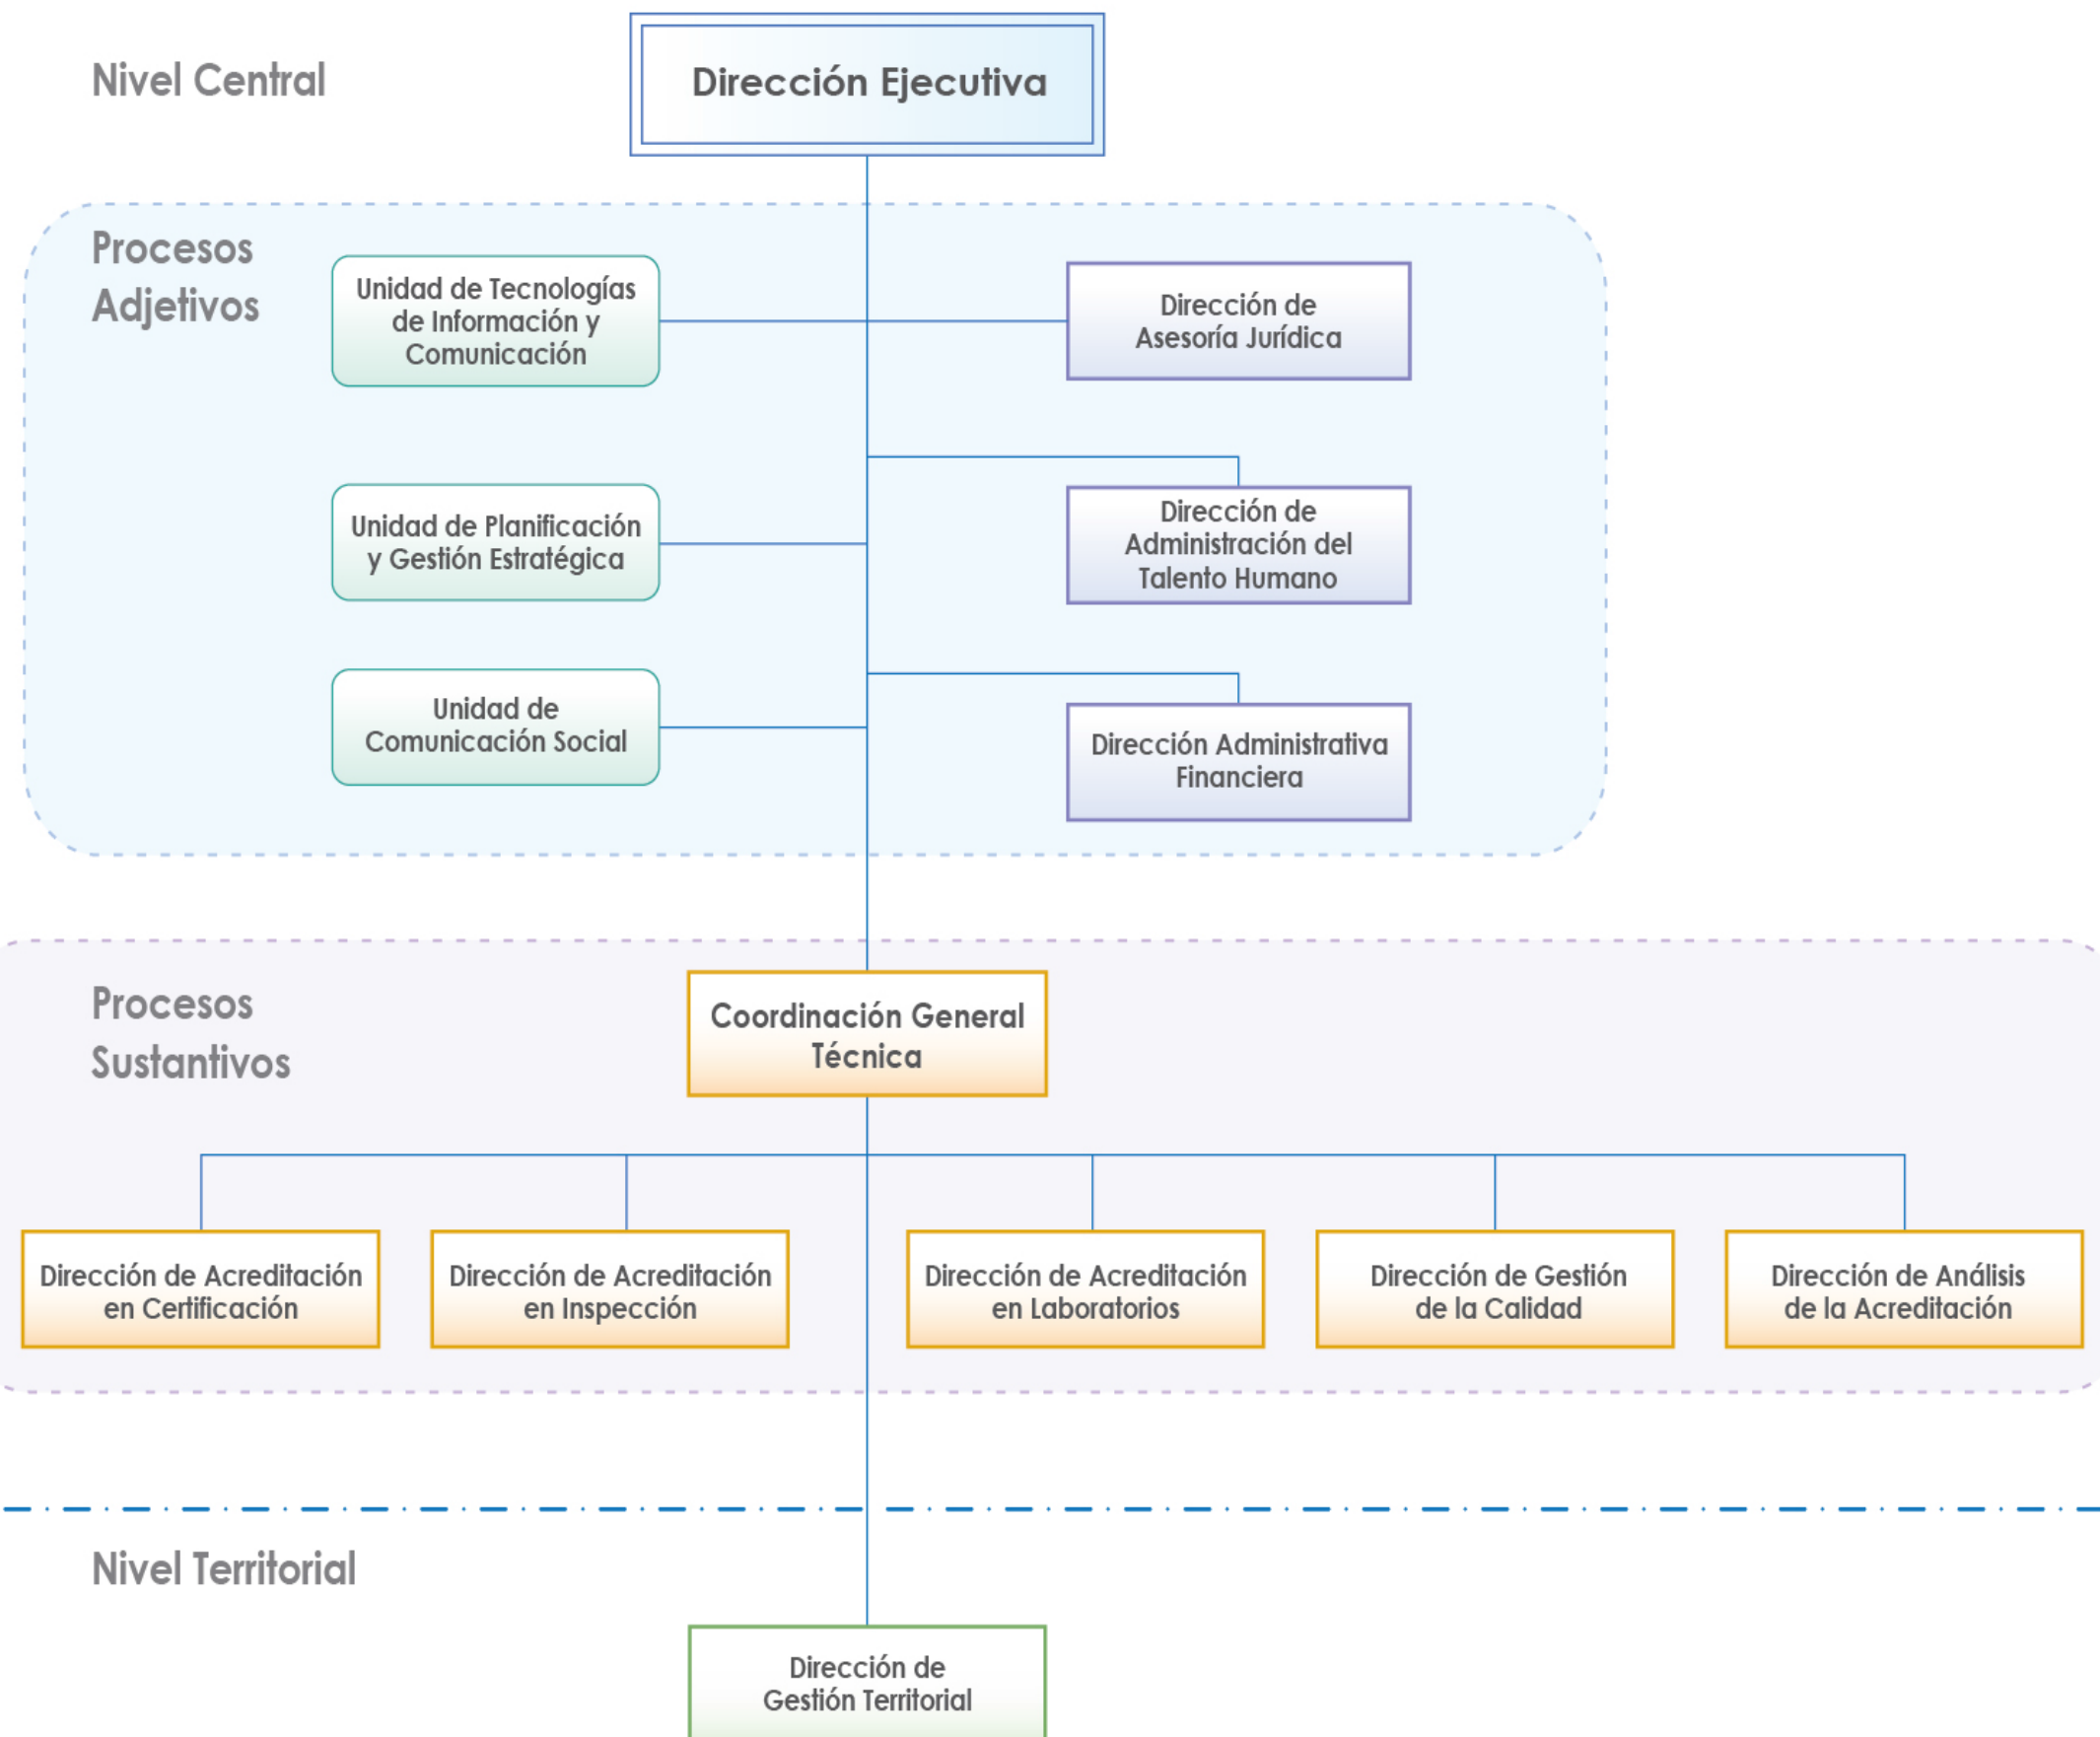 Nivel Central
Dirección Ejecutiva
Procesos
Adjetivos
Unidad de Tecnologías
de Información y
Comunicación
Dirección de
Asesoría Jurídica
Unidad de Planificación
y Gestión Estratégica
Dirección de
Administración del
Talento Humano
Unidad de
Comunicación Social
Dirección Administrativa
Financiera
Procesos
Sustantivos
Coordinación General
Técnica
Dirección de Acreditación
en Certificación
Dirección de Acreditación
en Inspección
Dirección de Acreditación
en Laboratorios
Dirección de Gestión
de la Calidad
Dirección de Análisis
de la Acreditación
Nivel Territorial
Dirección de
Gestión Territorial